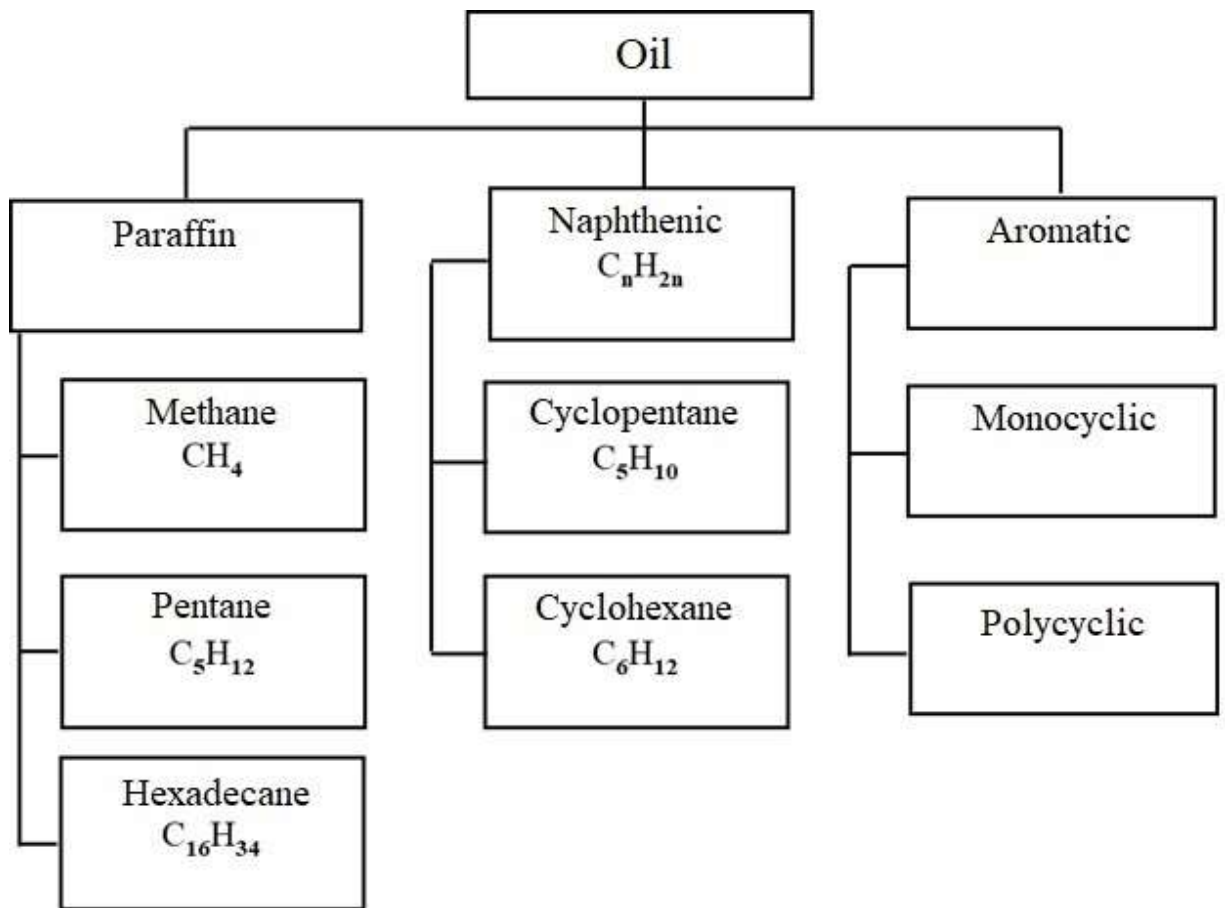 Oil
Paraffin
Methane
CH₄
Pentane
C₅H₁₂
Hexadecane
C₁₆H₃₄
Naphthenic
CₙH₂ₙ
Cyclopentane
C₅H₁₀
Cyclohexane
C₆H₁₂
Aromatic
Monocyclic
Polycyclic